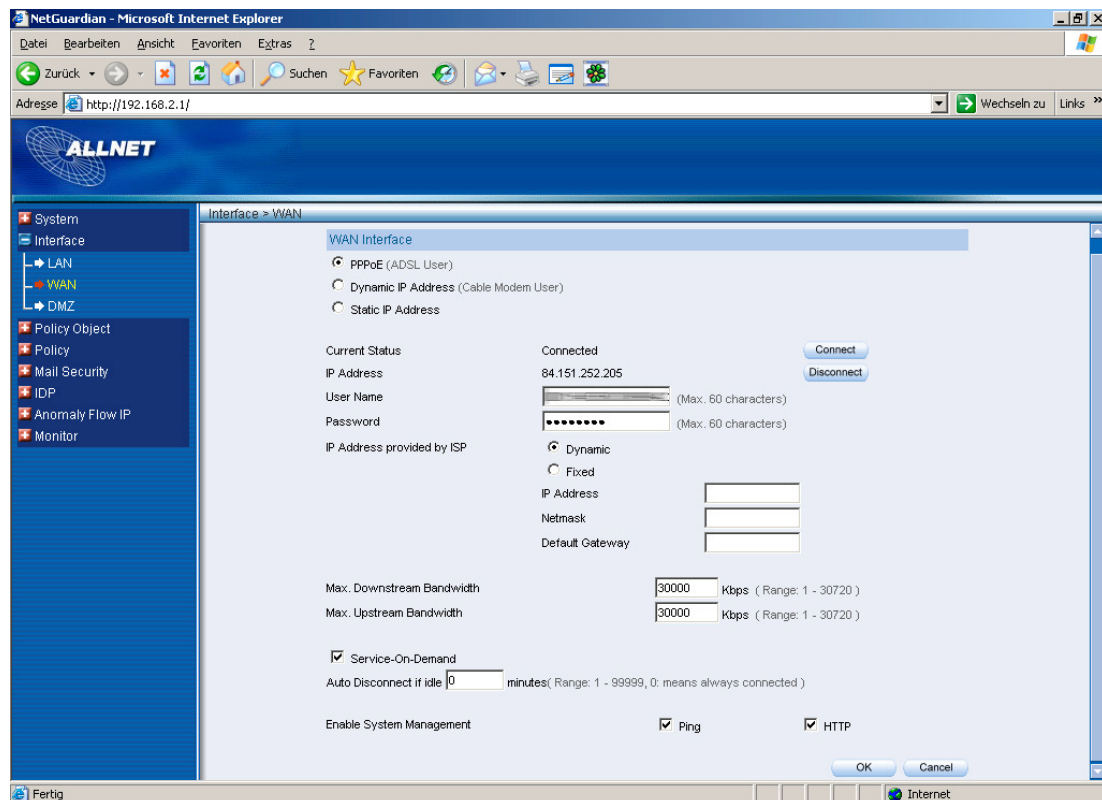 NetGuardian - Microsoft Internet Explorer
Datei Bearbeiten Ansicht Favoriten Extras ?
Zurück Suchen Favoriten
Adresse http://192.168.2.1/ Wechseln zu Links »
ALLNET
System
Interface
LAN
WAN
DMZ
Policy Object
Policy
Mail Security
IDP
Anomaly Flow IP
Monitor
Interface > WAN
WAN Interface
PPPoE (ADSL User)
Dynamic IP Address (Cable Modem User)
Static IP Address
Current Status Connected Connect
IP Address 84.151.252.205 Disconnect
User Name (Max. 60 characters)
Password •••••••• (Max. 60 characters)
IP Address provided by ISP Dynamic
Fixed
IP Address
Netmask
Default Gateway
Max. Downstream Bandwidth 30000 Kbps ( Range: 1 - 30720 )
Max. Upstream Bandwidth 30000 Kbps ( Range: 1 - 30720 )
Service-On-Demand
Auto Disconnect if idle 0 minutes( Range: 1 - 99999, 0: means always connected )
Enable System Management Ping HTTP
OK Cancel
Fertig Internet